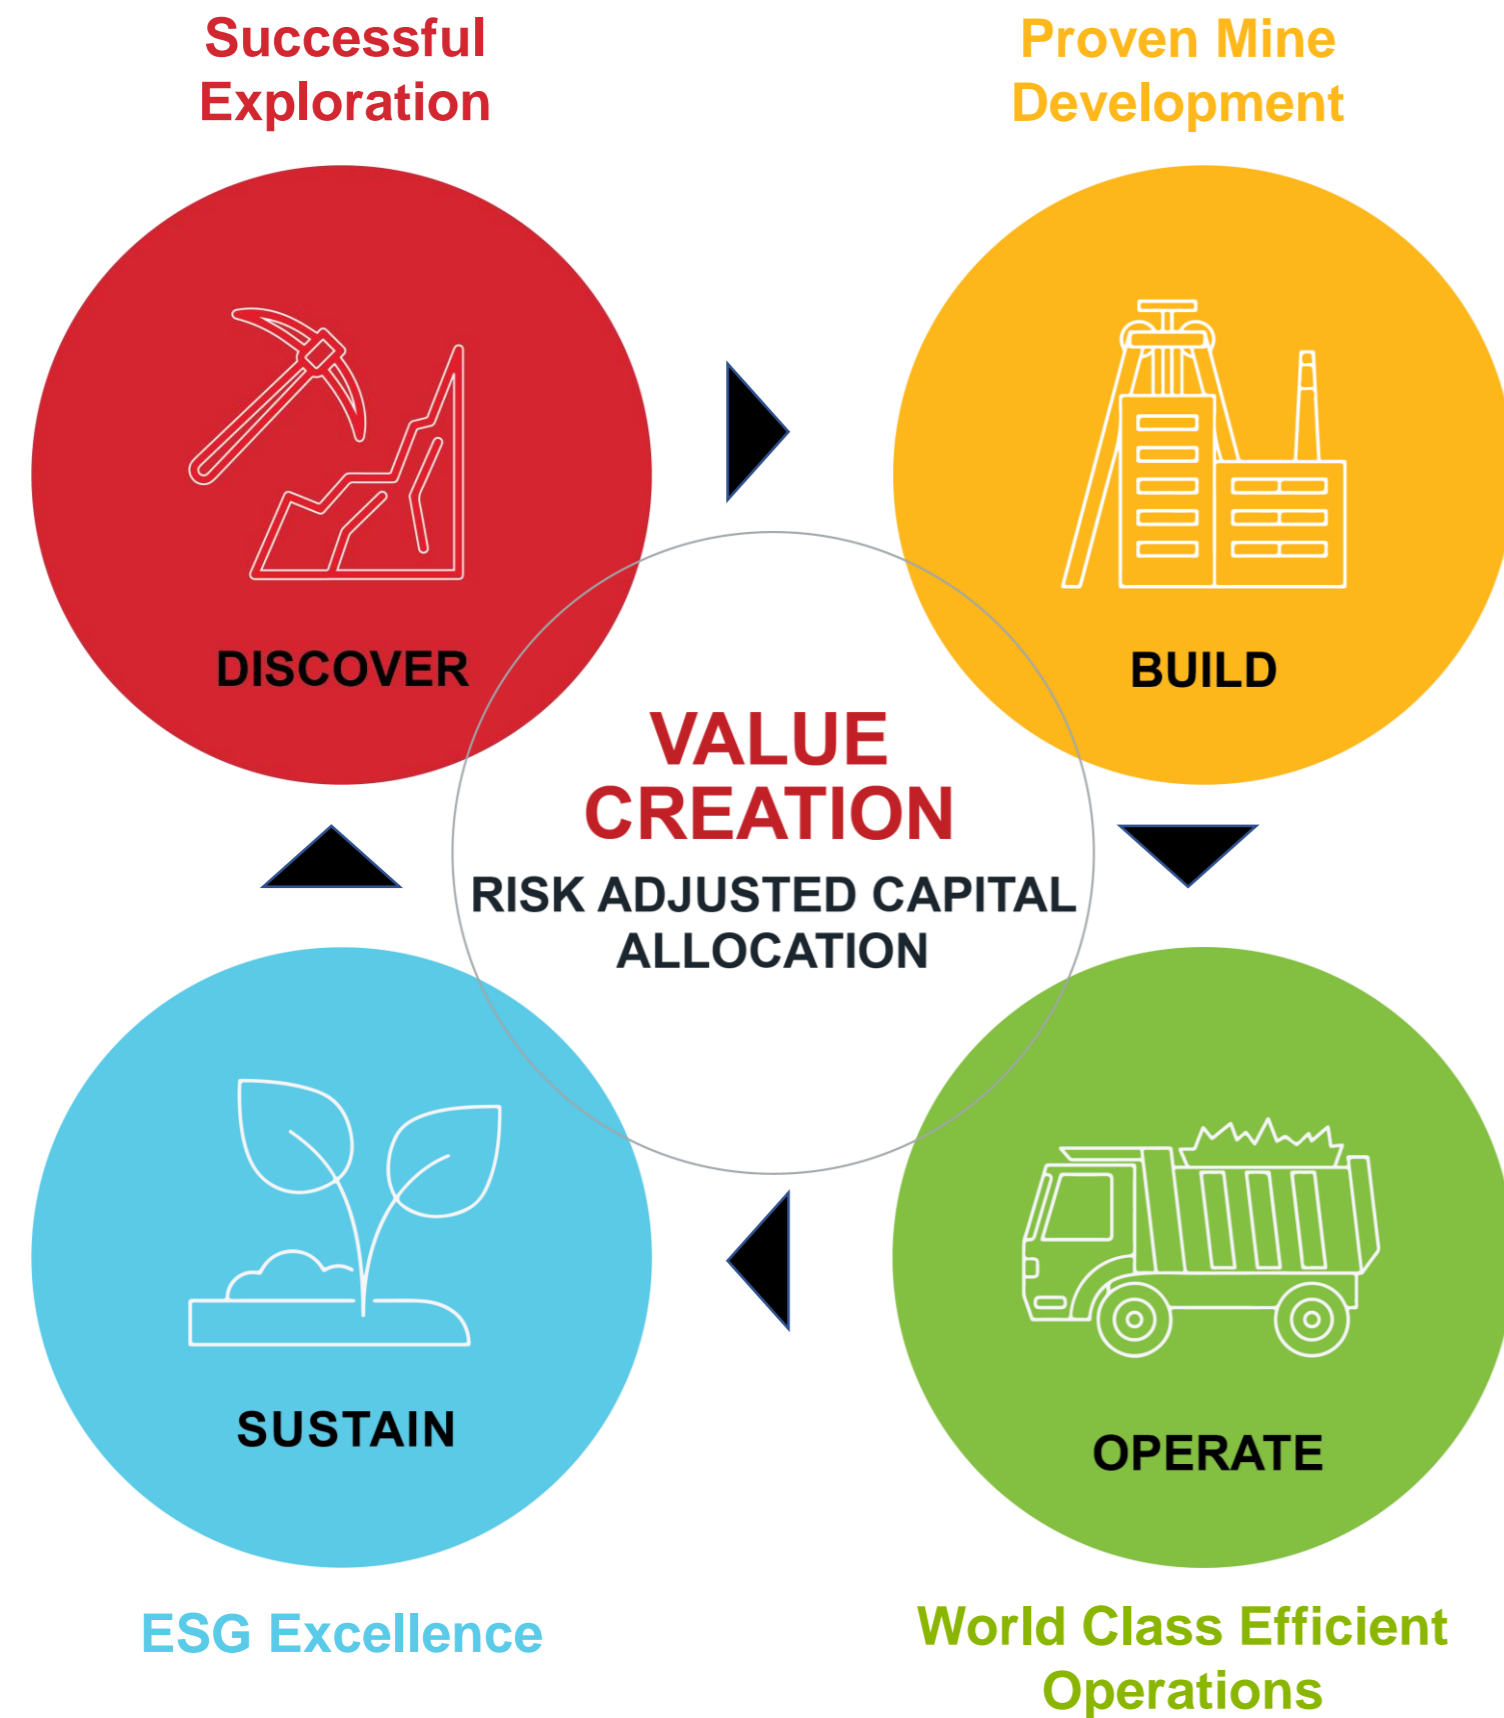 Successful
Exploration
Proven Mine
Development
DISCOVER
BUILD
VALUE
CREATION
RISK ADJUSTED CAPITAL
ALLOCATION
SUSTAIN
OPERATE
ESG Excellence
World Class Efficient
Operations